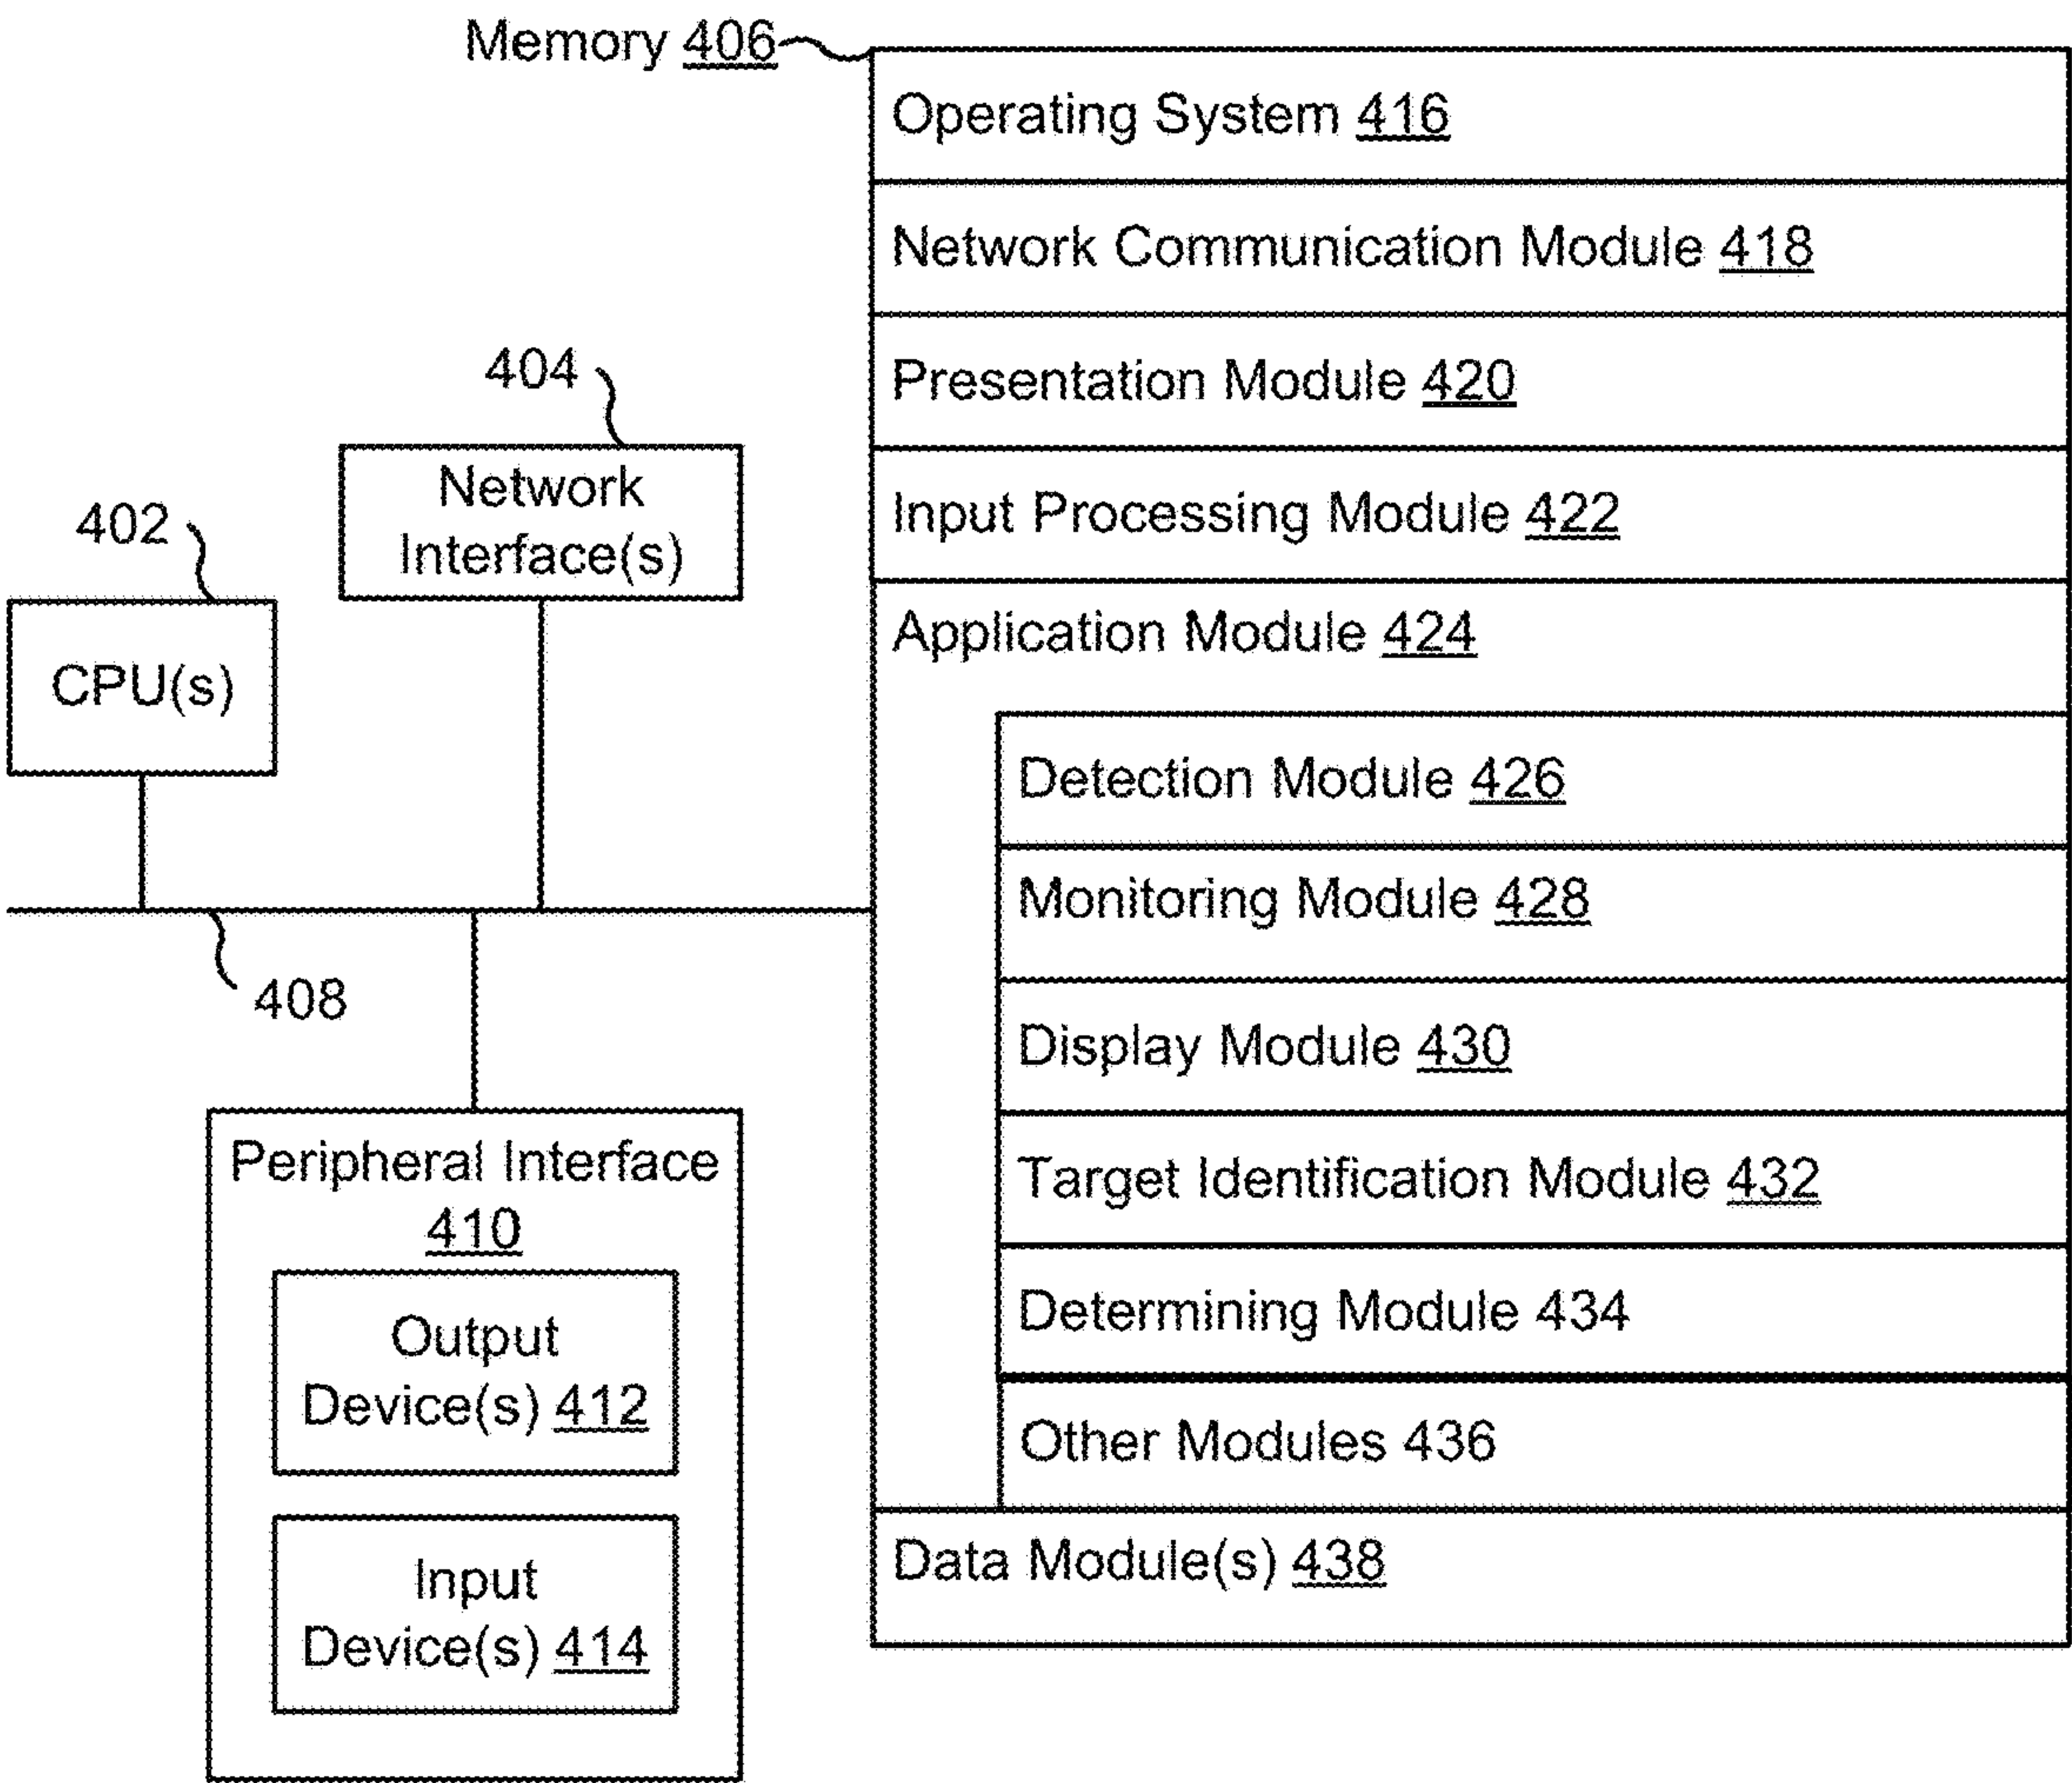 Memory 406
Operating System 416
Network Communication Module 418
Presentation Module 420
Input Processing Module 422
Application Module 424
Detection Module 426
Monitoring Module 428
Display Module 430
Target Identification Module 432
Determining Module 434
Other Modules 436
Data Module(s) 438
404
Network
Interface(s)
402
CPU(s)
408
Peripheral Interface
410
Output
Device(s) 412
Input
Device(s) 414